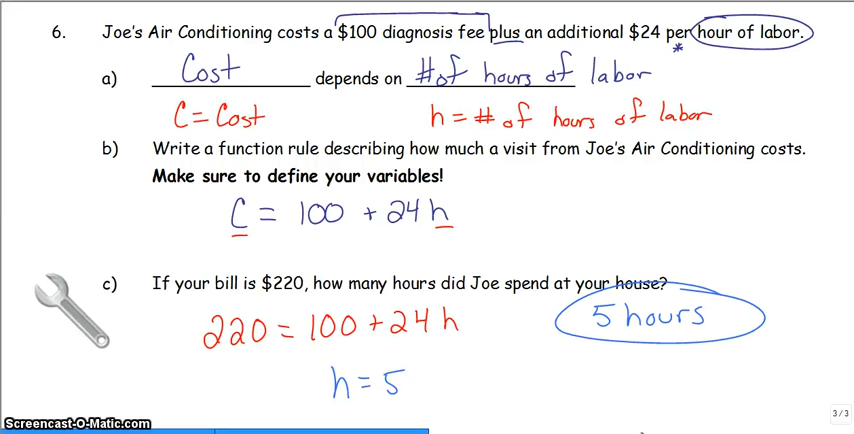 6. Joe's Air Conditioning costs a $100 diagnosis fee plus an additional $24 per hour of labor.
*
a) Cost depends on # of hours of labor
C = Cost h = # of hours of labor
b) Write a function rule describing how much a visit from Joe's Air Conditioning costs.
Make sure to define your variables!
C = 100 + 24h
c) If your bill is $220, how many hours did Joe spend at your house?
220 = 100 + 24h
5 hours
h = 5
3 / 3
Screencast-O-Matic.com